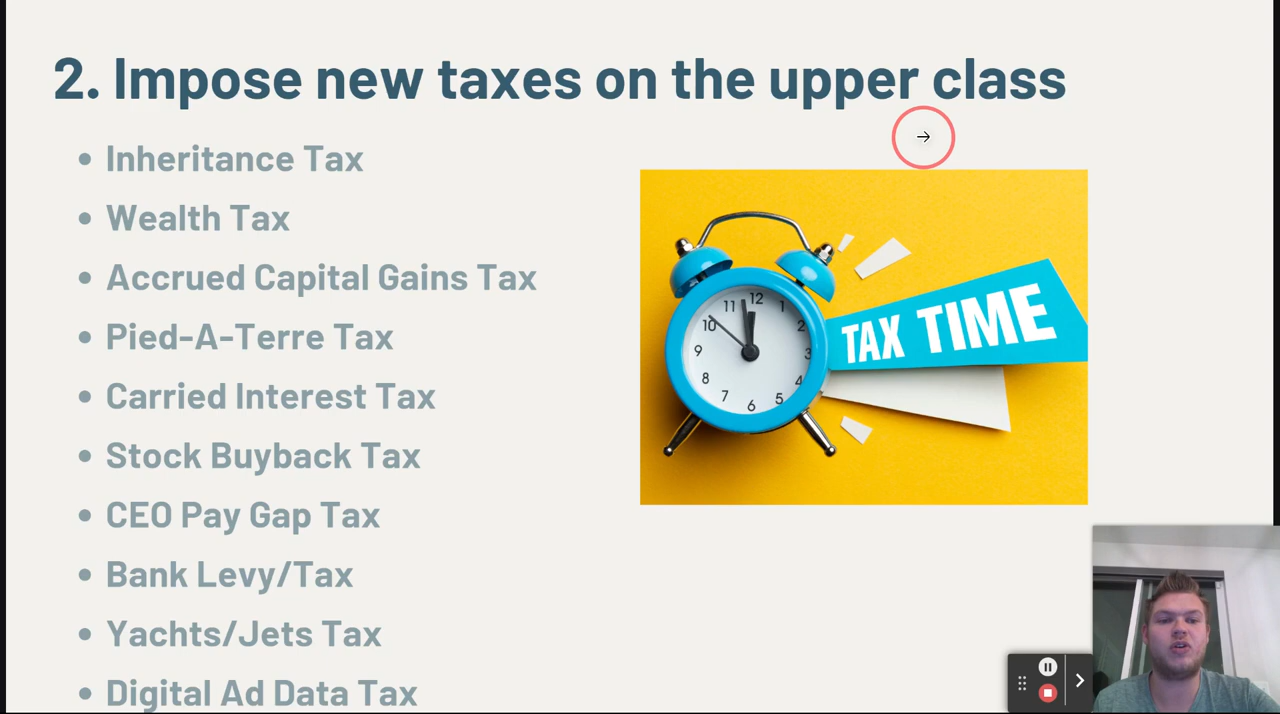 2. Impose new taxes on the upper class
• Inheritance Tax
• Wealth Tax
• Accrued Capital Gains Tax
• Pied-A-Terre Tax
• Carried Interest Tax
• Stock Buyback Tax
• CEO Pay Gap Tax
• Bank Levy/Tax
• Yachts/Jets Tax
• Digital Ad Data Tax
TAX TIME
11 12 1
10 2
9 3
8 4
7 6 5